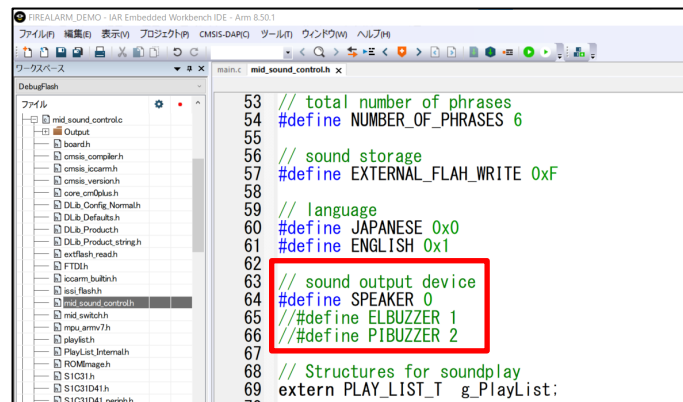 FIREALARM_DEMO - IAR Embedded Workbench IDE - Arm 8.50.1
ファイル(F) 編集(E) 表示(V) プロジェクト(P) CMSIS-DAP(C) ツール(T) ウィンドウ(W) ヘルプ(H)
ワークスペース
main.c mid_sound_control.h x
DebugFlash
ファイル
mid_sound_control.c
Output
board.h
cmsis_compiler.h
cmsis_iccarm.h
cmsis_version.h
core_cm0plus.h
DLib_Config_Normal.h
DLib_Defaults.h
DLib_Product.h
DLib_Product_string.h
extflash_read.h
FTDI.h
iccarm_builtin.h
issi_flash.h
mid_sound_control.h
mid_switch.h
mpu_armv7.h
playlist.h
PlayList_Internal.h
ROMImage.h
S1C31.h
S1C31D41.h
S1C31D41_periph.h
53 // total number of phrases
54 #define NUMBER_OF_PHRASES 6
55
56 // sound storage
57 #define EXTERNAL_FLAH_WRITE 0xF
58
59 // language
60 #define JAPANESE 0x0
61 #define ENGLISH 0x1
62
63 // sound output device
64 #define SPEAKER 0
65 //#define ELBUZZER 1
66 //#define PIBUZZER 2
67
68 // Structures for soundplay
69 extern PLAY_LIST_T g_PlayList;